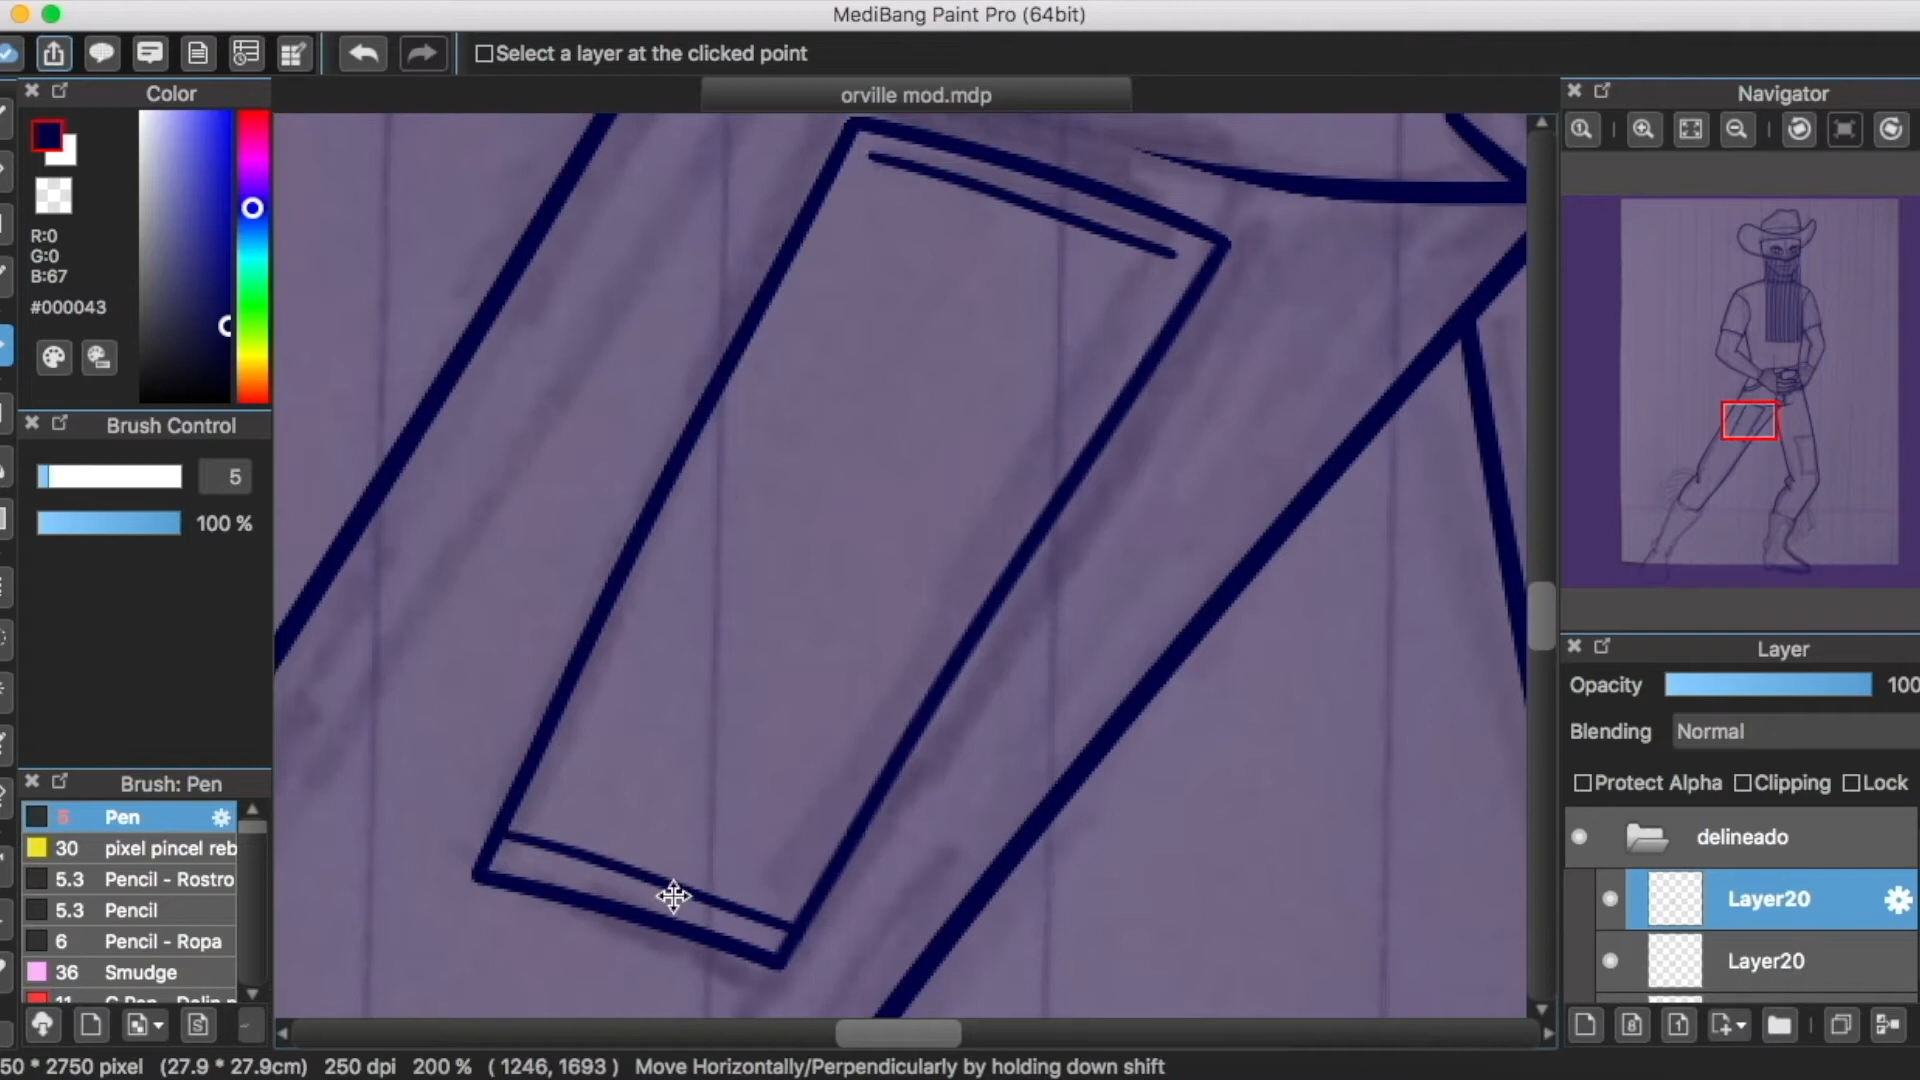 MediBang Paint Pro (64bit)
Select a layer at the clicked point
orville mod.mdp
Color
R:0
G:0
B:67
#000043
Brush Control
5
100 %
Brush: Pen
5 Pen
30 pixel pincel reb
5.3 Pencil - Rostro
5.3 Pencil
6 Pencil - Ropa
36 Smudge
Navigator
Layer
Opacity 100
Blending Normal
Protect Alpha Clipping Lock
delineado
Layer20
Layer20
50 * 2750 pixel (27.9 * 27.9cm) 250 dpi 200 % ( 1246, 1693 ) Move Horizontally/Perpendicularly by holding down shift